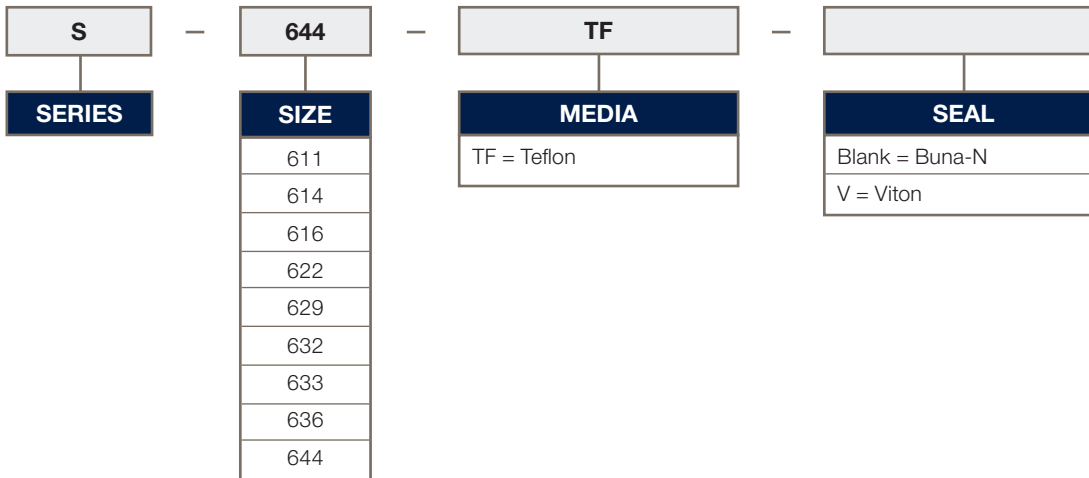 S – 644 – TF –
SERIES SIZE MEDIA SEAL
611 TF = Teflon Blank = Buna-N
614 V = Viton
616
622
629
632
633
636
644